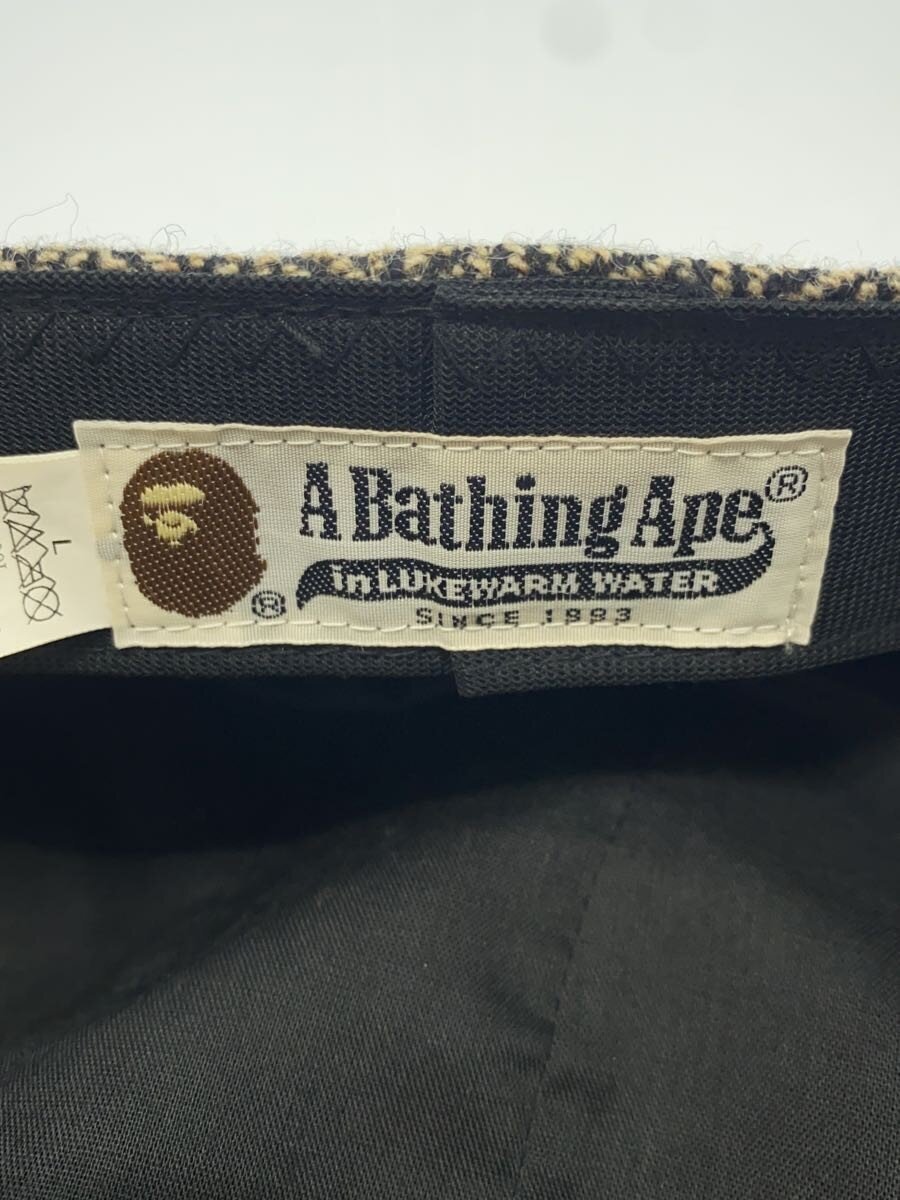 A Bathing Ape®
in LUKEWARM WATER
® SINCE 1993
L